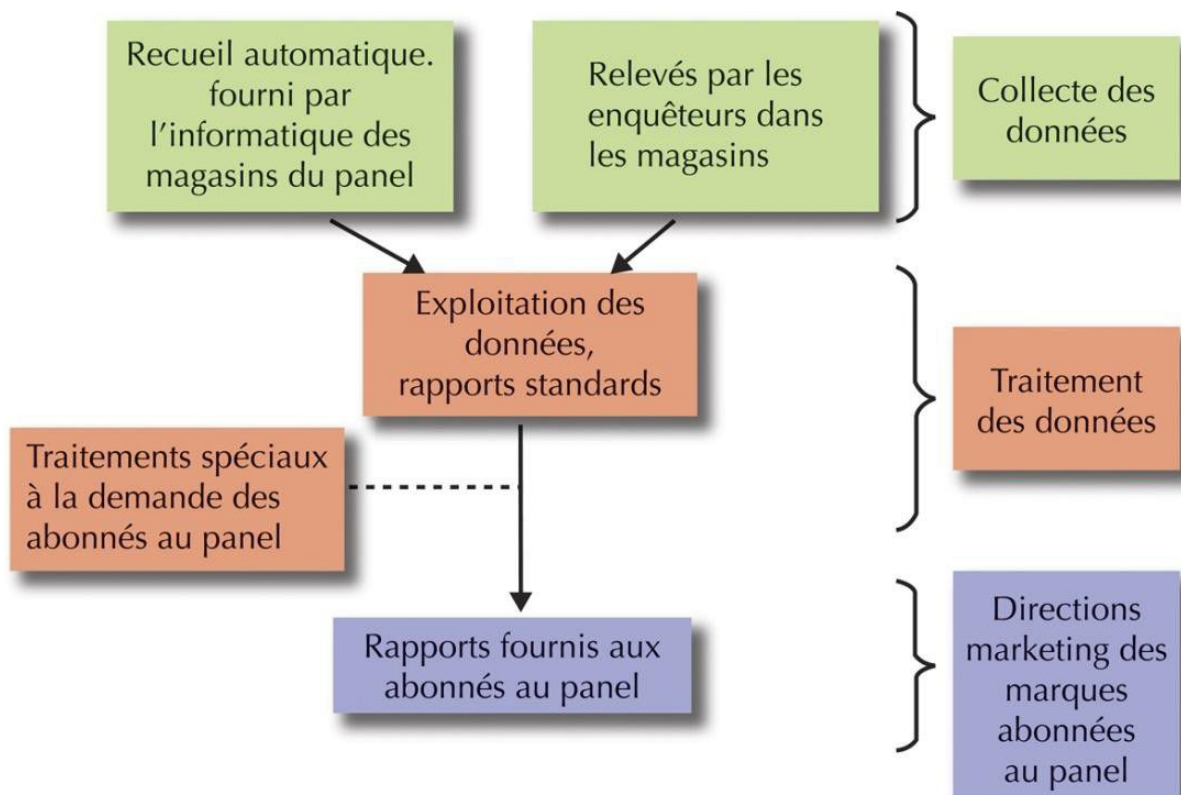 Recueil automatique.
fourni par
l'informatique des
magasins du panel
Relevés par les
enquêteurs dans
les magasins
Collecte des
données
Exploitation des
données,
rapports standards
Traitement
des données
Traitements spéciaux
à la demande des
abonnés au panel
Rapports fournis aux
abonnés au panel
Directions
marketing des
marques
abonnées
au panel